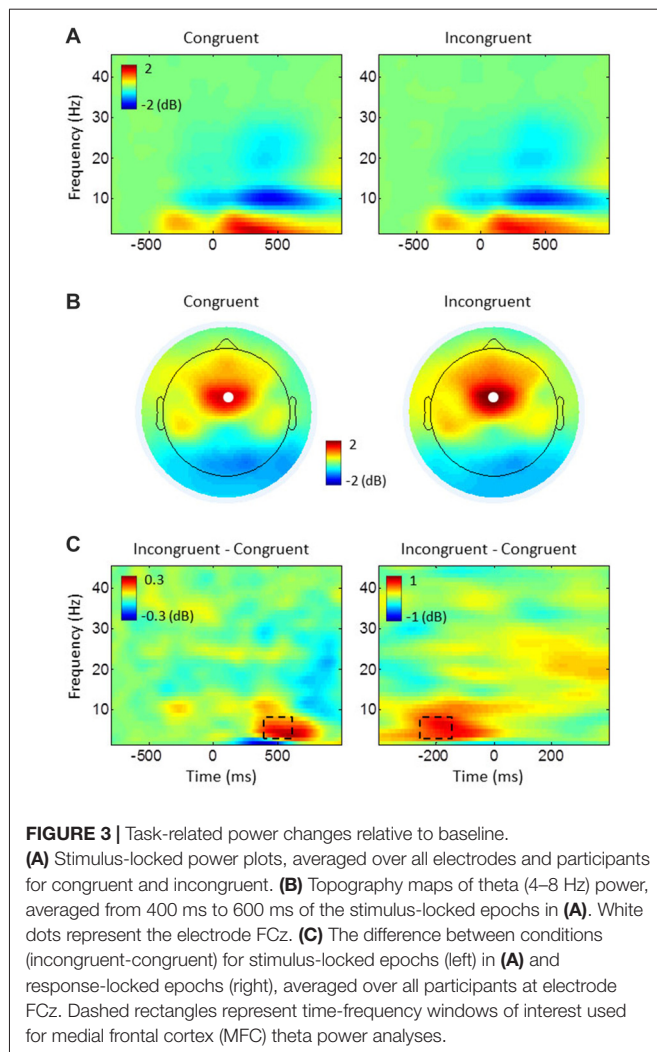 A
Congruent
Incongruent
2
-2 (dB)
Frequency (Hz)
40
30
20
10
-500
0
500
-500
0
500
B
Congruent
Incongruent
2
-2 (dB)
C
Incongruent - Congruent
Incongruent - Congruent
0.3
-0.3 (dB)
1
-1 (dB)
Frequency (Hz)
40
30
20
10
40
30
20
10
-500
0
500
-200
0
200
Time (ms)
Time (ms)
FIGURE 3 | Task-related power changes relative to baseline.
(A) Stimulus-locked power plots, averaged over all electrodes and participants
for congruent and incongruent. (B) Topography maps of theta (4–8 Hz) power,
averaged from 400 ms to 600 ms of the stimulus-locked epochs in (A). White
dots represent the electrode FCz. (C) The difference between conditions
(incongruent-congruent) for stimulus-locked epochs (left) in (A) and
response-locked epochs (right), averaged over all participants at electrode
FCz. Dashed rectangles represent time-frequency windows of interest used
for medial frontal cortex (MFC) theta power analyses.